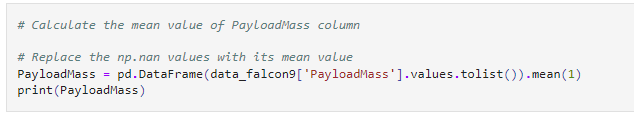 # Calculate the mean value of PayloadMass column
# Replace the np.nan values with its mean value
PayloadMass = pd.DataFrame(data_falcon9['PayloadMass'].values.tolist()).mean(1)
print(PayloadMass)